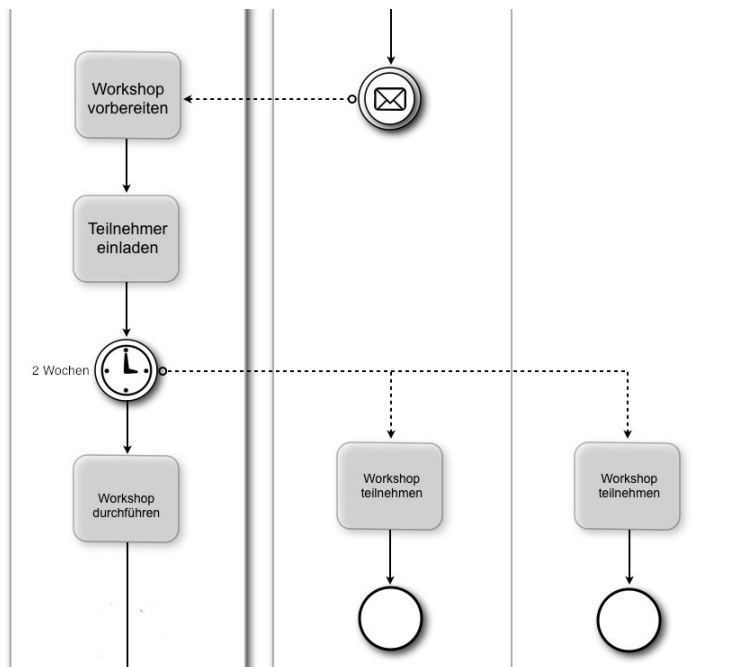 Workshop
vorbereiten
Teilnehmer
einladen
2 Wochen
Workshop
durchführen
Workshop
teilnehmen
Workshop
teilnehmen